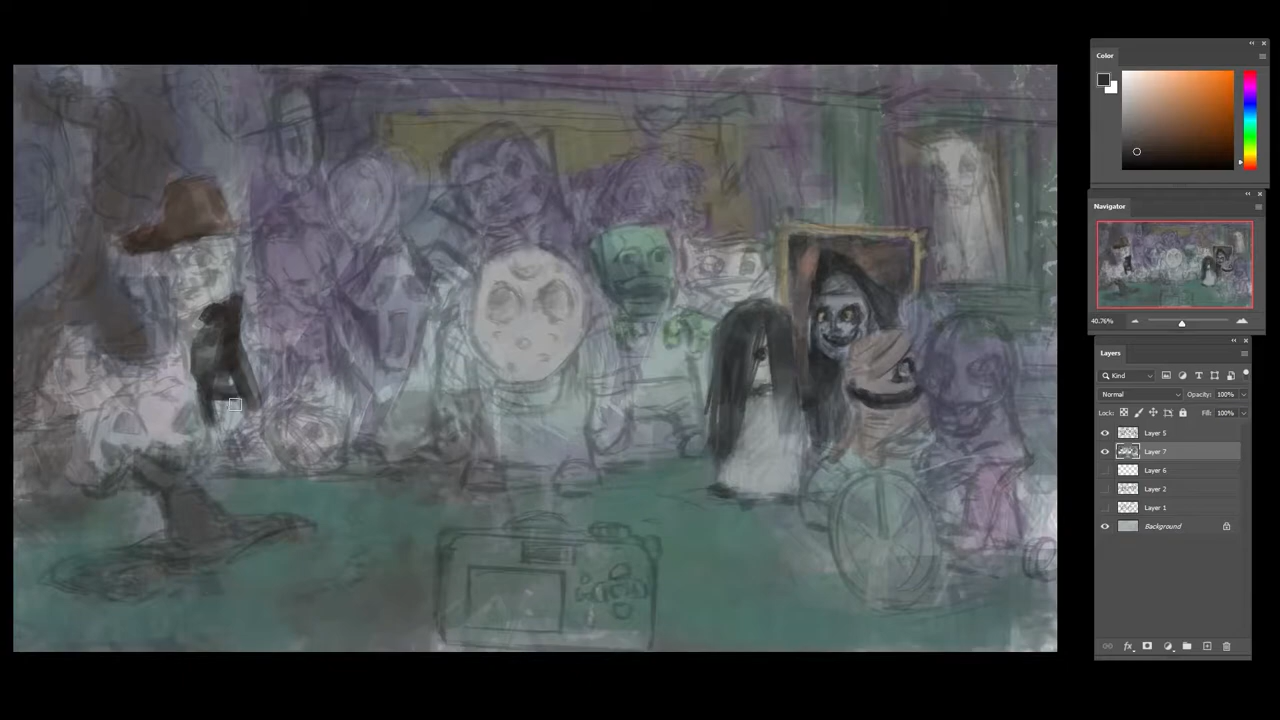 Color
Navigator
40.76%
Layers
Kind
Normal
Opacity: 100%
Lock:
Fill: 100%
Layer 5
Layer 7
Layer 6
Layer 2
Layer 1
Background
fx